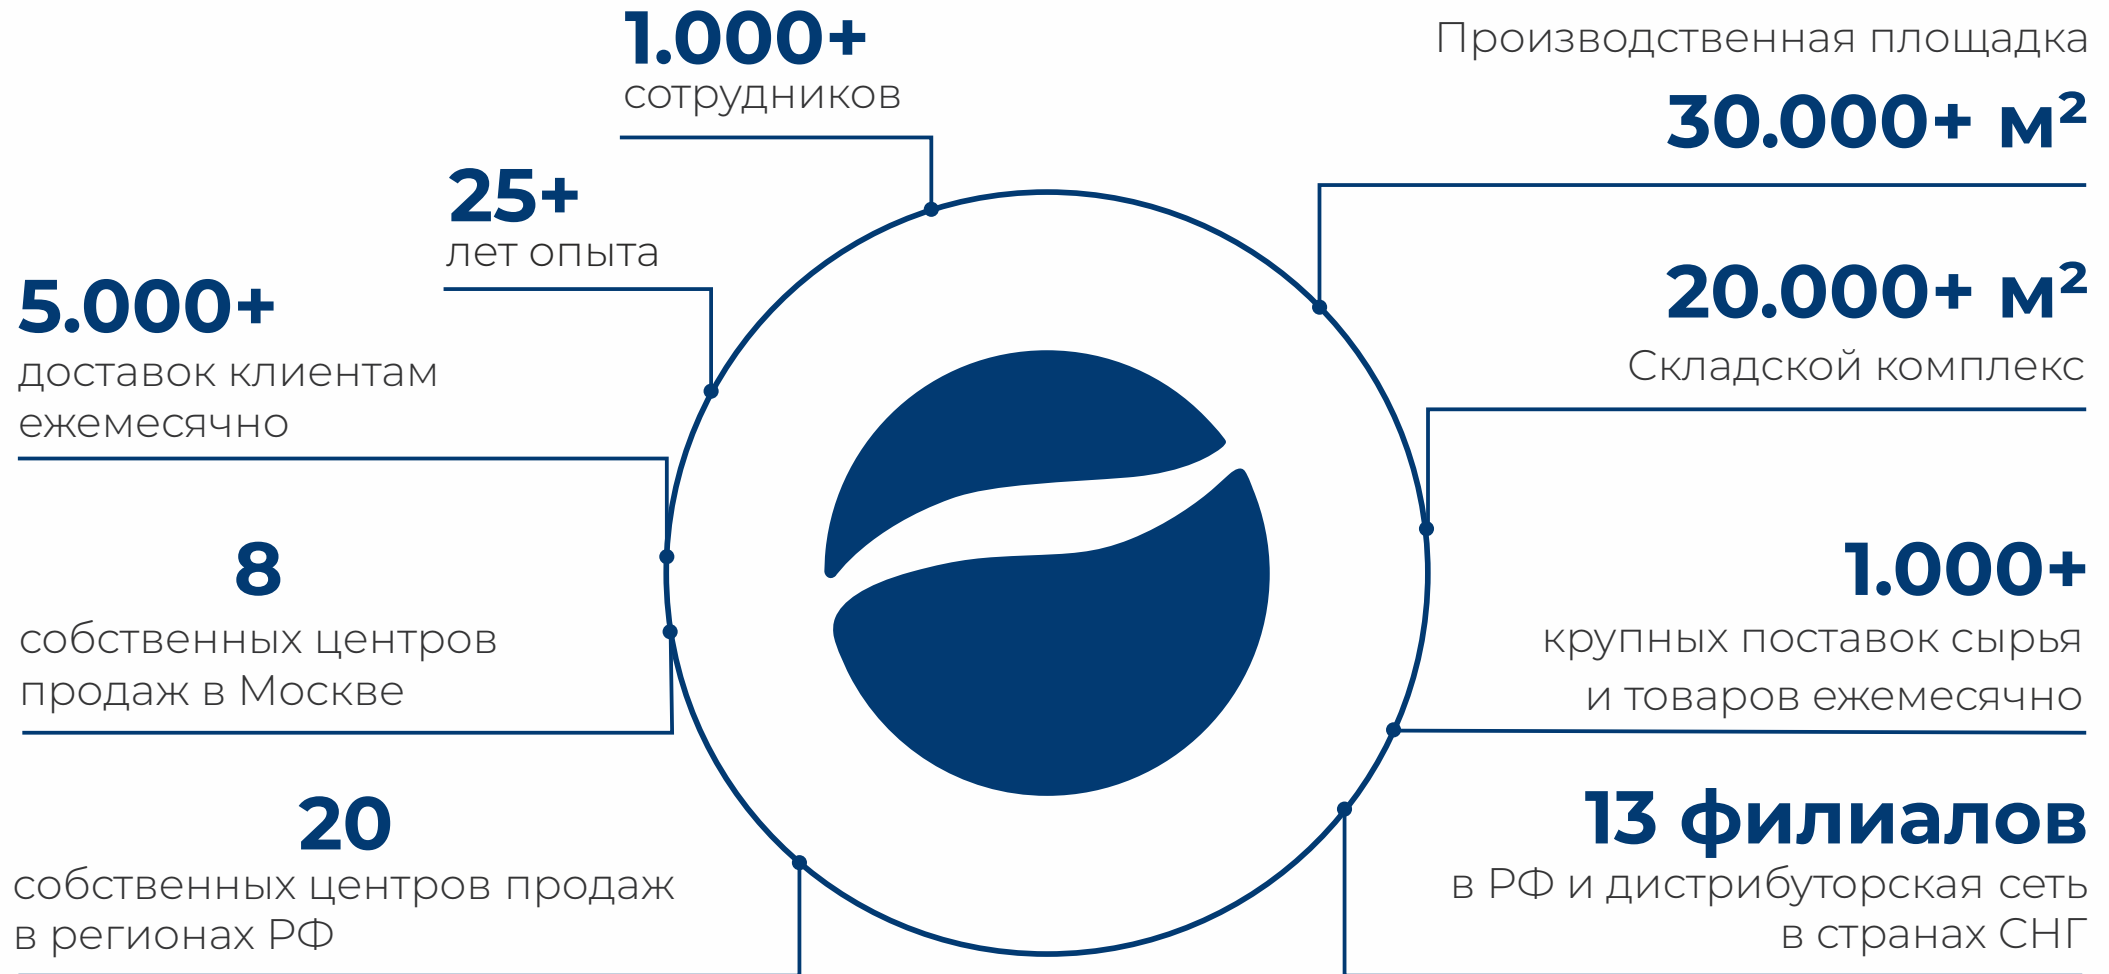 1.000+
сотрудников
25+
лет опыта
5.000+
доставок клиентам
ежемесячно
8
собственных центров
продаж в Москве
20
собственных центров продаж
в регионах РФ
Производственная площадка
30.000+ м²
20.000+ м²
Складской комплекс
1.000+
крупных поставок сырья
и товаров ежемесячно
13 филиалов
в РФ и дистрибуторская сеть
в странах СНГ